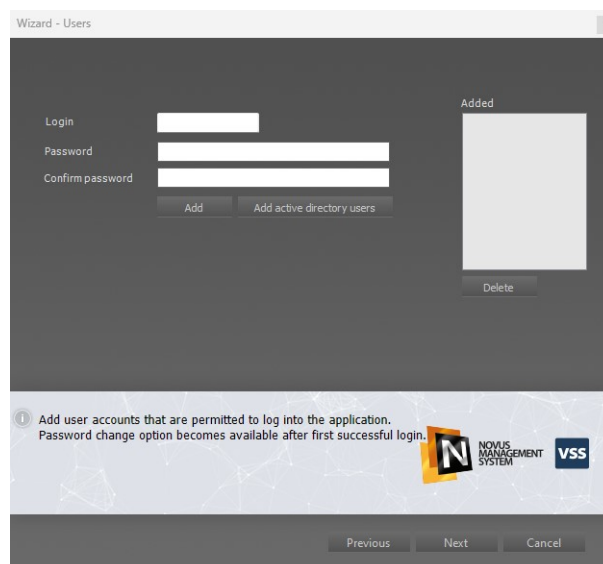 Wizard - Users
Added
Login
Password
Confirm password
Add Add active directory users
Delete
Add user accounts that are permitted to log into the application.
Password change option becomes available after first successful login.
N NOVUS
MANAGEMENT
SYSTEM
VSS
Previous Next Cancel